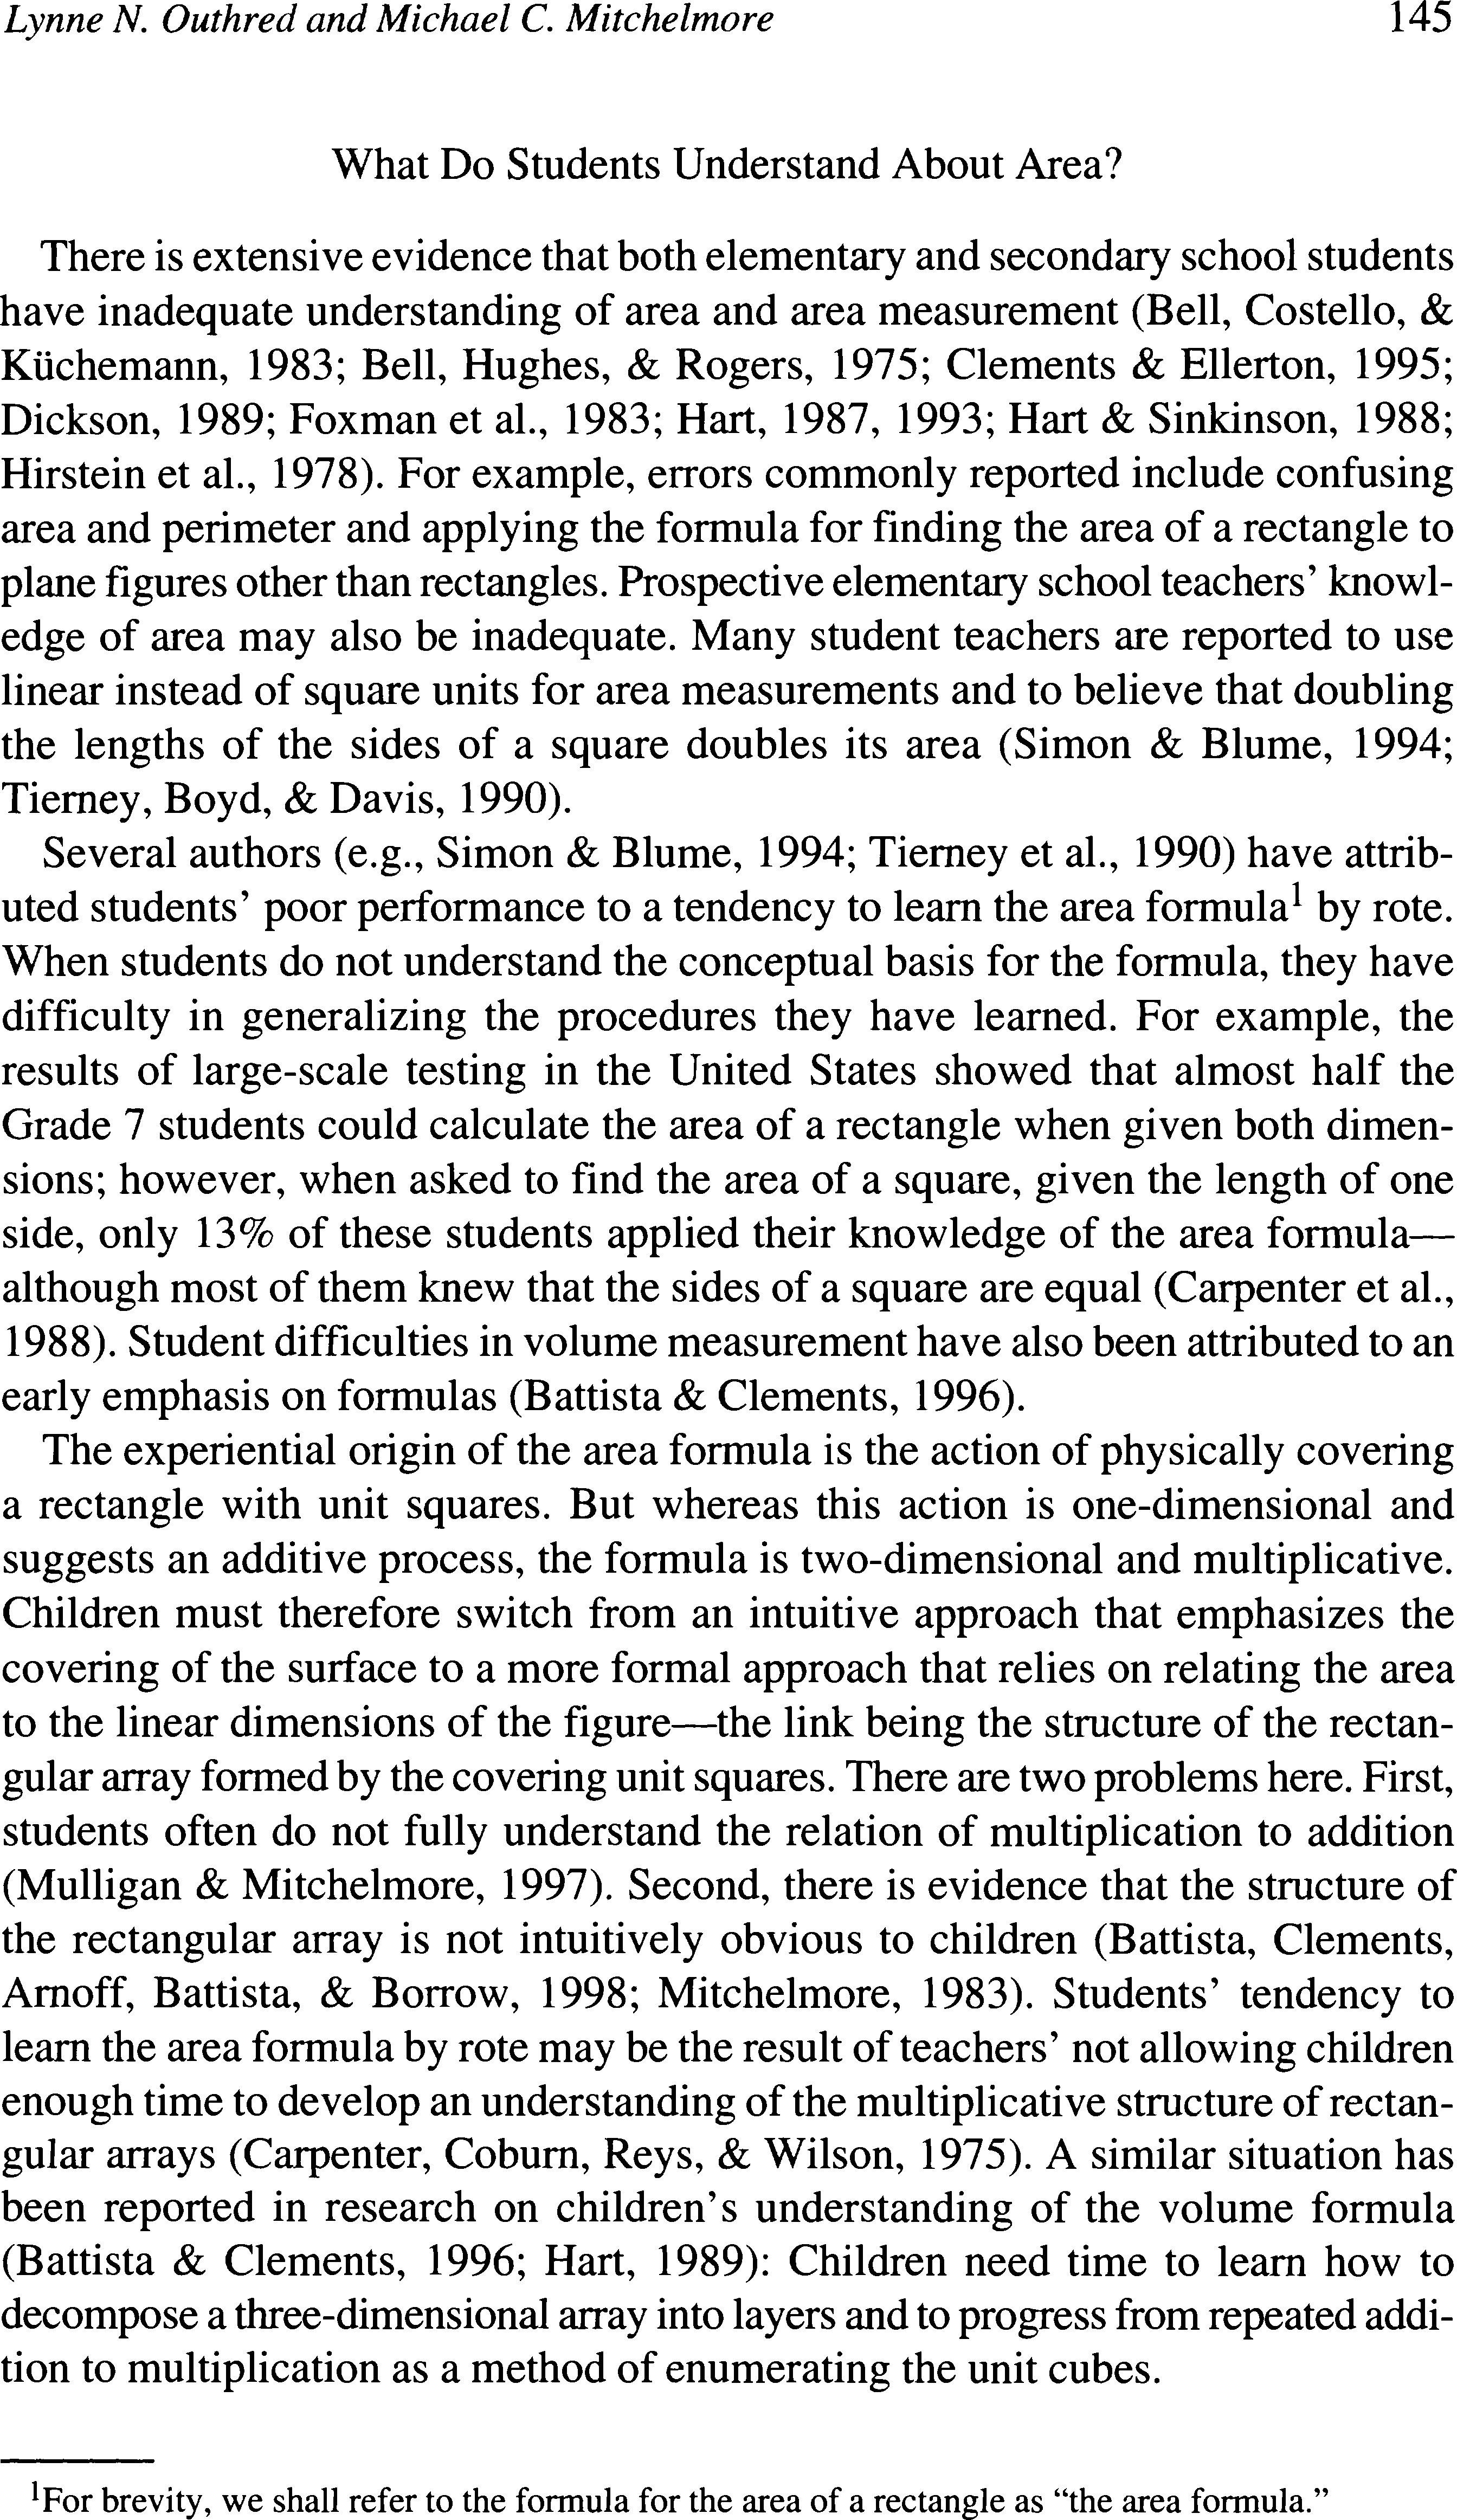 Lynne N. Outhred and Michael C. Mitchelmore 145
What Do Students Understand About Area?
There is extensive evidence that both elementary and secondary school students
have inadequate understanding of area and area measurement (Bell, Costello, &
Küchemann, 1983; Bell, Hughes, & Rogers, 1975; Clements & Ellerton, 1995;
Dickson, 1989; Foxman et al., 1983; Hart, 1987, 1993; Hart & Sinkinson, 1988;
Hirstein et al., 1978). For example, errors commonly reported include confusing
area and perimeter and applying the formula for finding the area of a rectangle to
plane figures other than rectangles. Prospective elementary school teachers' knowl-
edge of area may also be inadequate. Many student teachers are reported to use
linear instead of square units for area measurements and to believe that doubling
the lengths of the sides of a square doubles its area (Simon & Blume, 1994;
Tierney, Boyd, & Davis, 1990).
Several authors (e.g., Simon & Blume, 1994; Tierney et al., 1990) have attrib-
uted students' poor performance to a tendency to learn the area formula¹ by rote.
When students do not understand the conceptual basis for the formula, they have
difficulty in generalizing the procedures they have learned. For example, the
results of large-scale testing in the United States showed that almost half the
Grade 7 students could calculate the area of a rectangle when given both dimen-
sions; however, when asked to find the area of a square, given the length of one
side, only 13% of these students applied their knowledge of the area formula—
although most of them knew that the sides of a square are equal (Carpenter et al.,
1988). Student difficulties in volume measurement have also been attributed to an
early emphasis on formulas (Battista & Clements, 1996).
The experiential origin of the area formula is the action of physically covering
a rectangle with unit squares. But whereas this action is one-dimensional and
suggests an additive process, the formula is two-dimensional and multiplicative.
Children must therefore switch from an intuitive approach that emphasizes the
covering of the surface to a more formal approach that relies on relating the area
to the linear dimensions of the figure—the link being the structure of the rectan-
gular array formed by the covering unit squares. There are two problems here. First,
students often do not fully understand the relation of multiplication to addition
(Mulligan & Mitchelmore, 1997). Second, there is evidence that the structure of
the rectangular array is not intuitively obvious to children (Battista, Clements,
Arnoff, Battista, & Borrow, 1998; Mitchelmore, 1983). Students' tendency to
learn the area formula by rote may be the result of teachers' not allowing children
enough time to develop an understanding of the multiplicative structure of rectan-
gular arrays (Carpenter, Coburn, Reys, & Wilson, 1975). A similar situation has
been reported in research on children's understanding of the volume formula
(Battista & Clements, 1996; Hart, 1989): Children need time to learn how to
decompose a three-dimensional array into layers and to progress from repeated addi-
tion to multiplication as a method of enumerating the unit cubes.
¹For brevity, we shall refer to the formula for the area of a rectangle as “the area formula.”